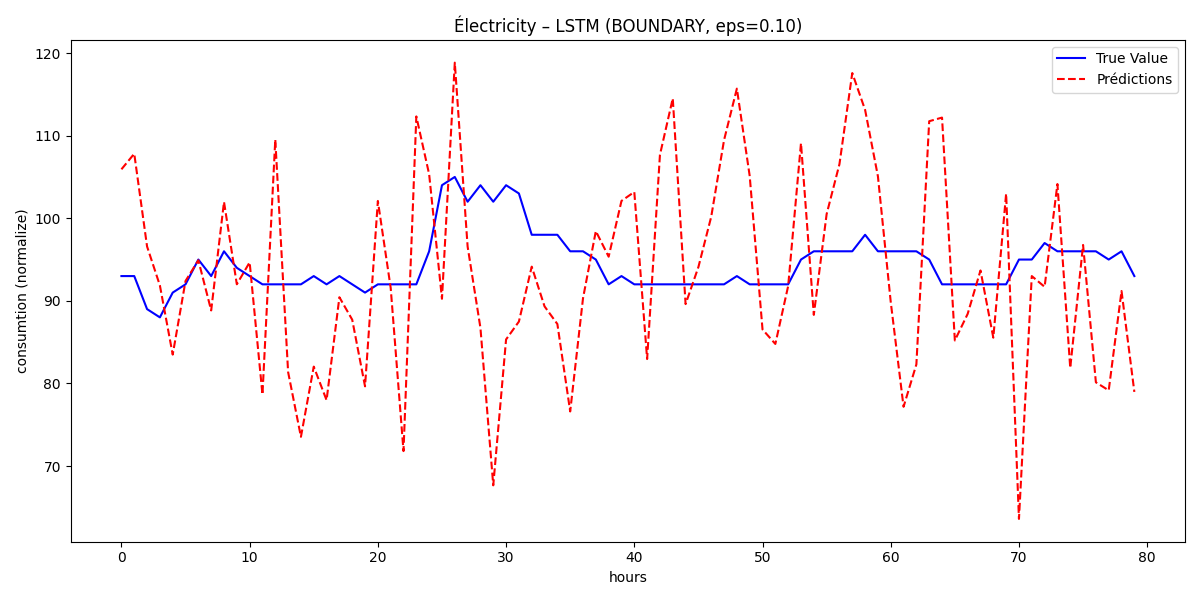 Électricity – LSTM (BOUNDARY, eps=0.10)
True Value
Prédictions
consumtion (normalize)
120
110
100
90
80
70
0 10 20 30 40 50 60 70 80
hours